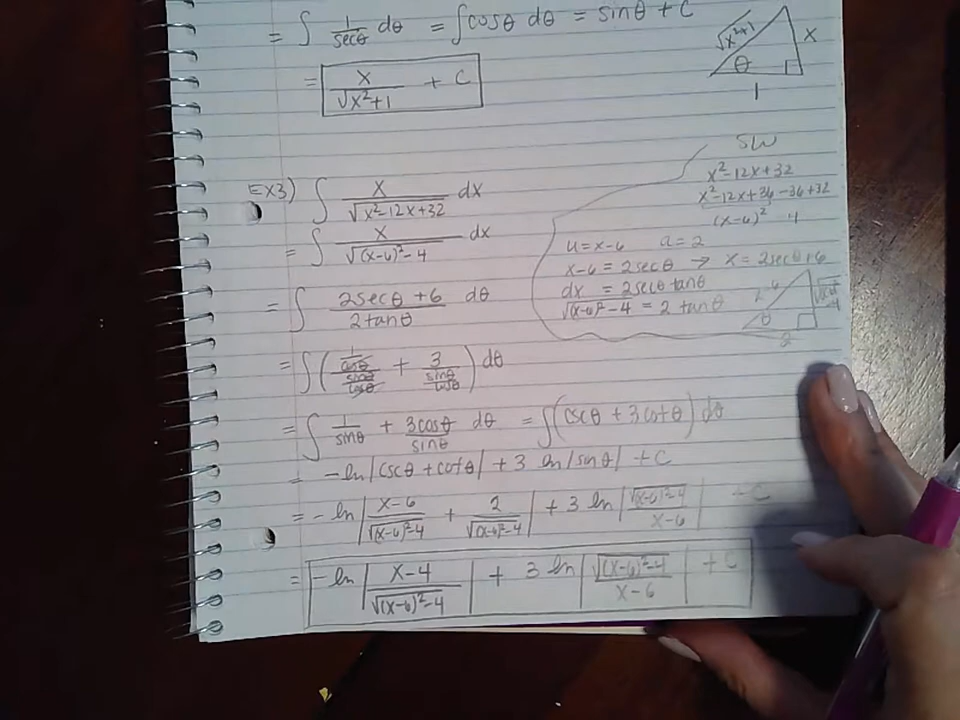 = ∫ 1/secθ dθ = ∫cosθ dθ = sinθ + C
√x²+1 x
θ
1
= x/√x²+1 + C
SW
x²-12x+32
x²-12x+36-36+32
(x-6)² 4
EX3) ∫ x/√x²-12x+32 dx
= ∫ x/√(x-6)²-4 dx
u=x-6 a=2
x-6 = 2secθ → x = 2secθ+6
dx = 2secθ tanθ
√(x-6)²-4 = 2 tanθ
θ
2
= ∫ 2secθ+6/2tanθ dθ
= ∫ (1/cosθ/sinθ/cosθ + 3/sinθ/cosθ) dθ
= ∫ 1/sinθ + 3cosθ/sinθ dθ = ∫(cscθ + 3cotθ) dθ
= -ln|cscθ+cotθ| + 3 ln|sinθ| + C
= -ln|x-6/√(x-6)²-4 + 2/√(x-6)²-4| + 3 ln|√(x-6)²-4/x-6| + C
= -ln|x-4/√(x-6)²-4| + 3 ln|√(x-6)²-4/x-6| + C